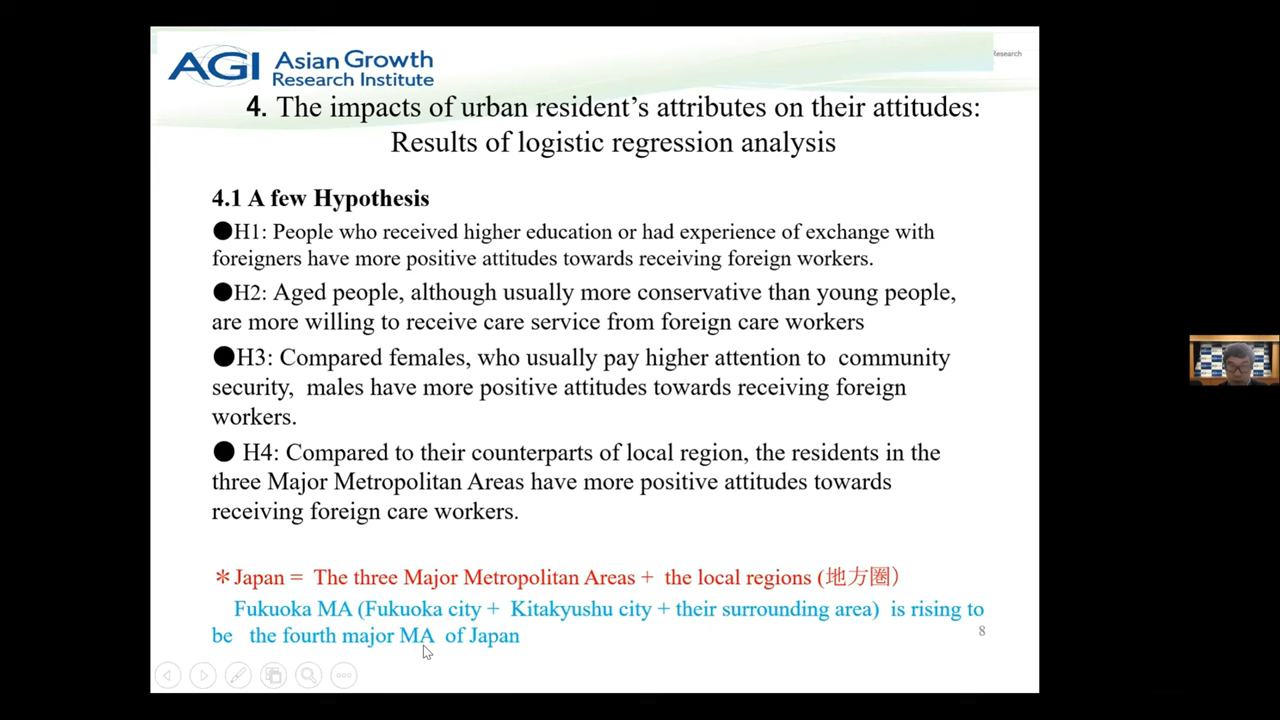 AGI Asian Growth
Research Institute
Research
4. The impacts of urban resident’s attributes on their attitudes:
Results of logistic regression analysis
4.1 A few Hypothesis
●H1: People who received higher education or had experience of exchange with
foreigners have more positive attitudes towards receiving foreign workers.
●H2: Aged people, although usually more conservative than young people,
are more willing to receive care service from foreign care workers
●H3: Compared females, who usually pay higher attention to community
security, males have more positive attitudes towards receiving foreign
workers.
● H4: Compared to their counterparts of local region, the residents in the
three Major Metropolitan Areas have more positive attitudes towards
receiving foreign care workers.
＊Japan = The three Major Metropolitan Areas + the local regions (地方圏）
Fukuoka MA (Fukuoka city + Kitakyushu city + their surrounding area) is rising to
be the fourth major MA of Japan
8